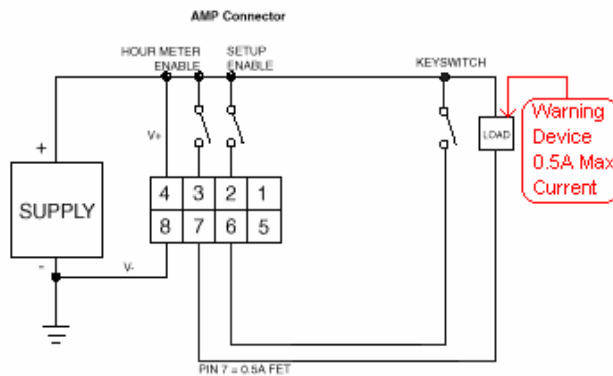 AMP Connector
HOUR METER
ENABLE
SETUP
ENABLE
KEYSWITCH
Warning
Device
0.5A Max
Current
LOAD
+
V+
SUPPLY
4 3 2 1
8 7 6 5
-
V-
PIN 7 = 0.5A FET